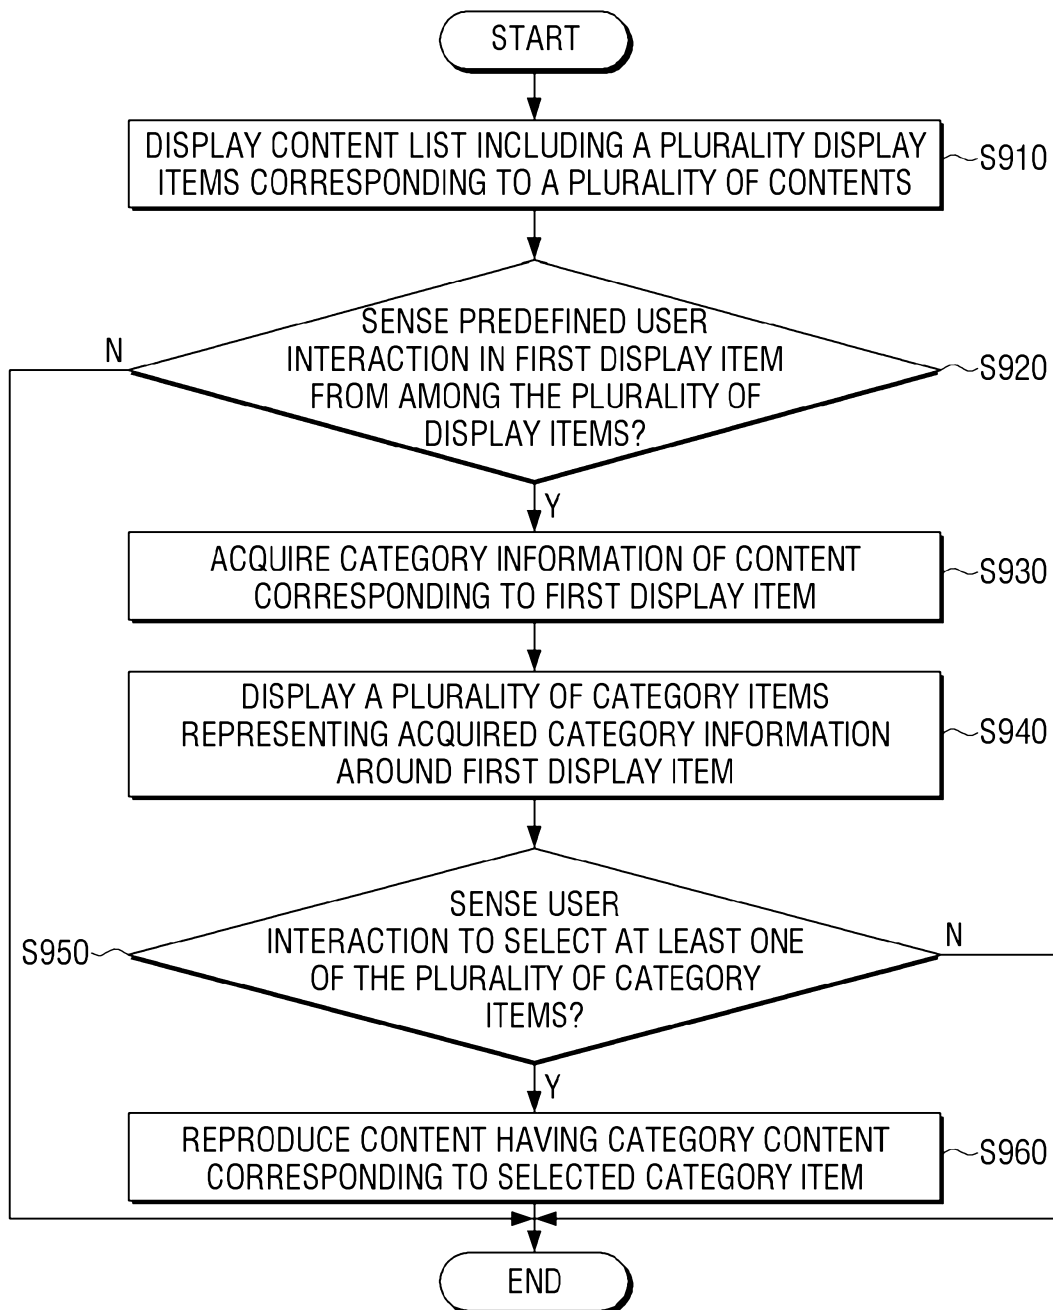 START
DISPLAY CONTENT LIST INCLUDING A PLURALITY DISPLAY
ITEMS CORRESPONDING TO A PLURALITY OF CONTENTS
S910
SENSE PREDEFINED USER
INTERACTION IN FIRST DISPLAY ITEM
FROM AMONG THE PLURALITY OF
DISPLAY ITEMS?
N
S920
Y
ACQUIRE CATEGORY INFORMATION OF CONTENT
CORRESPONDING TO FIRST DISPLAY ITEM
S930
DISPLAY A PLURALITY OF CATEGORY ITEMS
REPRESENTING ACQUIRED CATEGORY INFORMATION
AROUND FIRST DISPLAY ITEM
S940
SENSE USER
INTERACTION TO SELECT AT LEAST ONE
OF THE PLURALITY OF CATEGORY
ITEMS?
S950
N
Y
REPRODUCE CONTENT HAVING CATEGORY CONTENT
CORRESPONDING TO SELECTED CATEGORY ITEM
S960
END